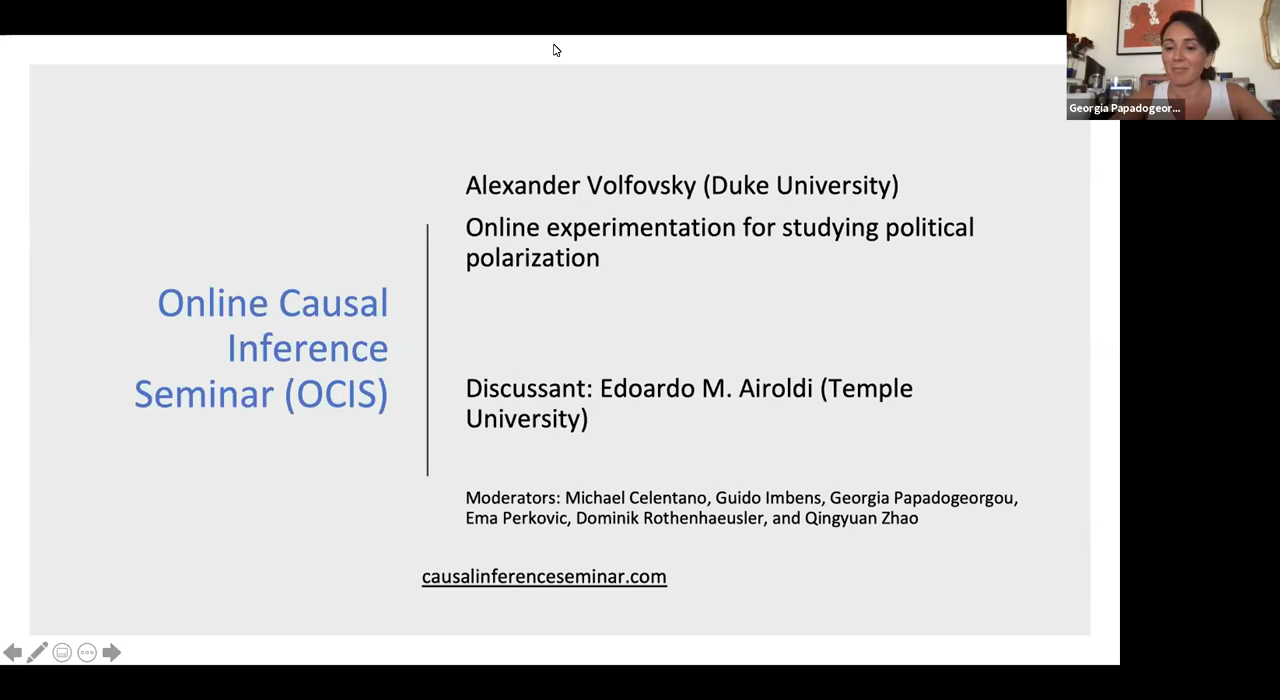 Georgia Papadogeor...
Alexander Volfovsky (Duke University)
Online experimentation for studying political
polarization
Online Causal
Inference
Seminar (OCIS)
Discussant: Edoardo M. Airoldi (Temple
University)
Moderators: Michael Celentano, Guido Imbens, Georgia Papadogeorgou,
Ema Perkovic, Dominik Rothenhaeusler, and Qingyuan Zhao
causalinferenceseminar.com